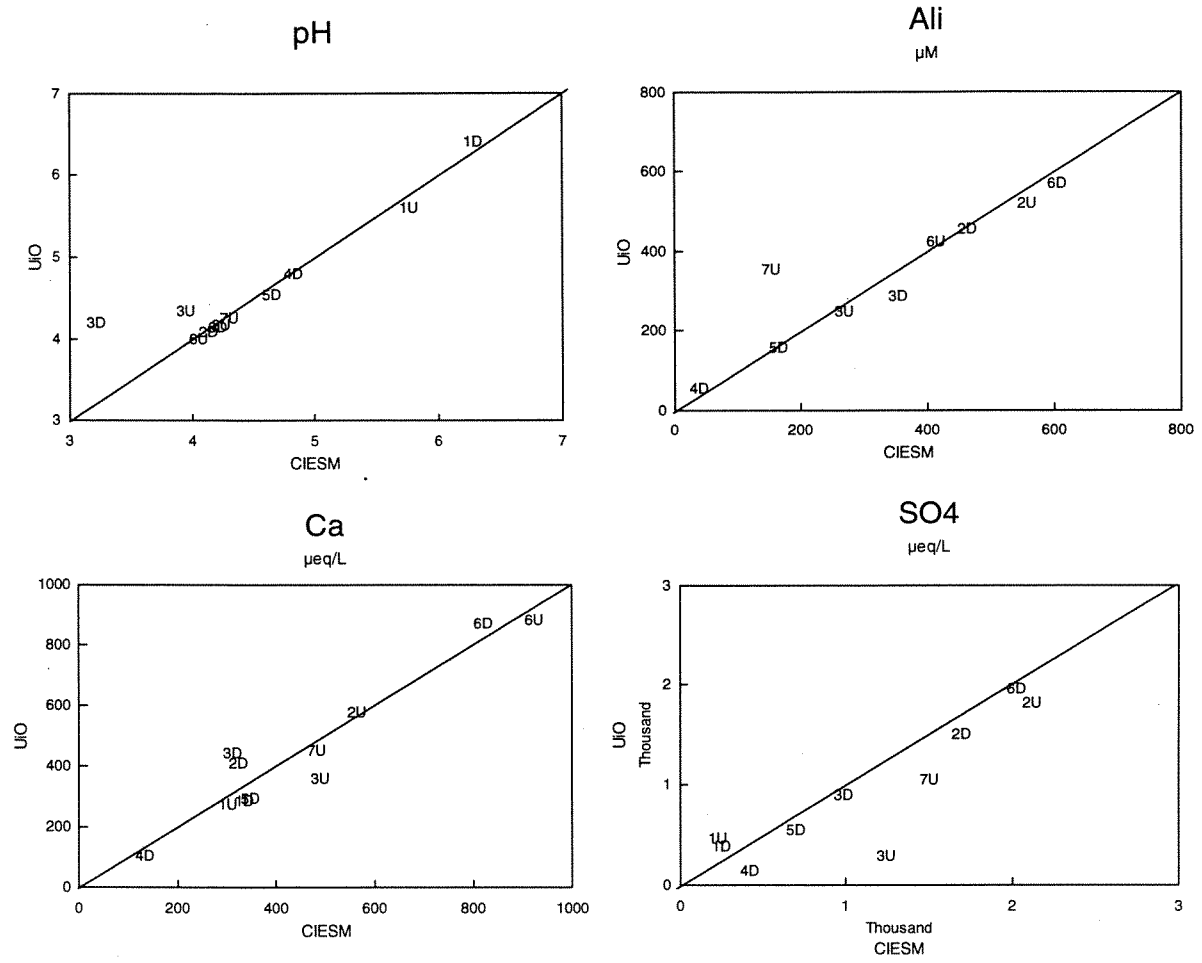 pH
7
6
5
4
3
UiO
1D
1U
4D
5D
3U
3D
7U
2D
6U
3
4
5
6
7
CIESM
Ali
µM
800
600
400
200
0
UiO
6D
2U
2D
6U
7U
3D
3U
5D
4D
0
200
400
600
800
CIESM
Ca
µeq/L
1000
800
600
400
200
0
UiO
6D
6U
2U
3D
2D
7U
3U
5D
1U
4D
0
200
400
600
800
1000
CIESM
SO4
µeq/L
3
2
1
0
UiO
Thousand
6D
2U
2D
7U
3D
5D
1U
1D
3U
4D
0
1
2
3
Thousand
CIESM